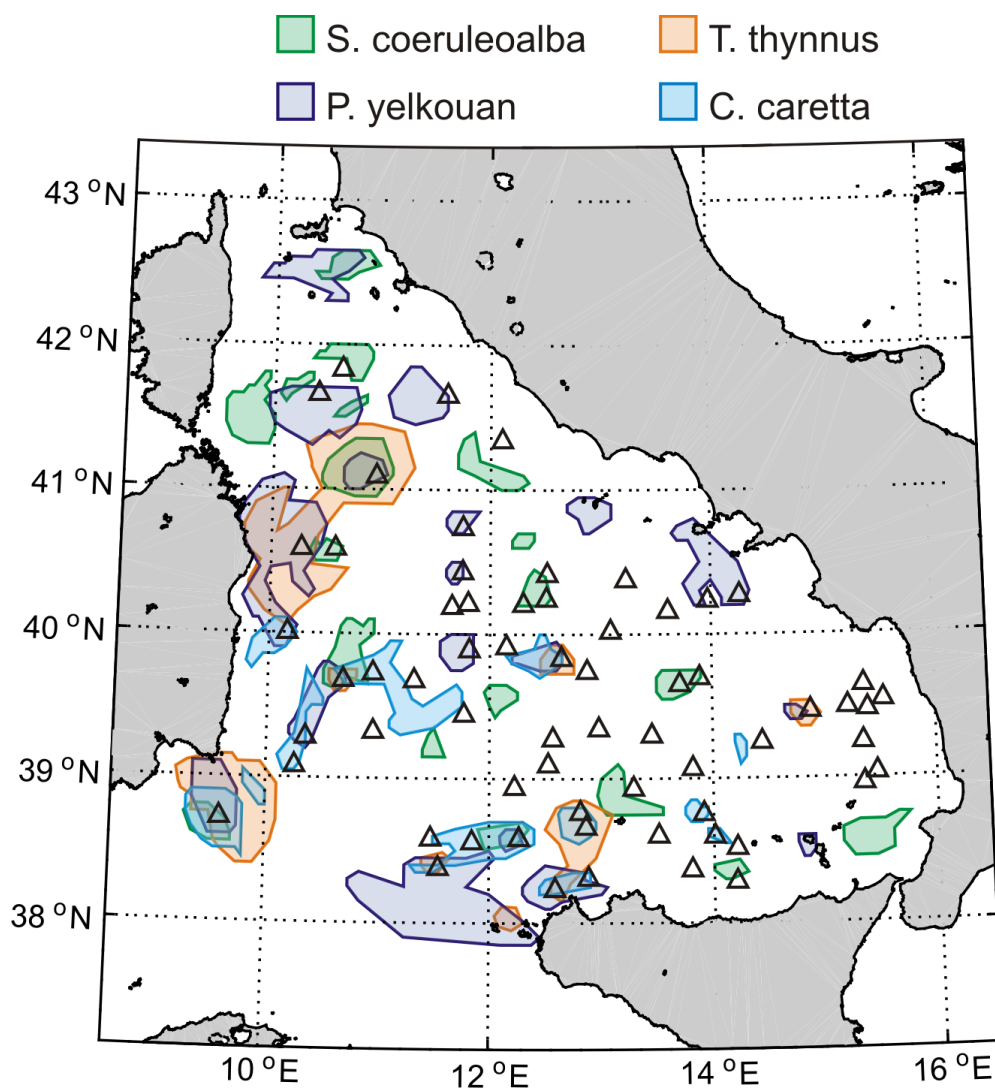 S. coeruleoalba T. thynnus
P. yelkouan C. caretta
43 °N
42 °N
41 °N
40 °N
39 °N
38 °N
10 °E 12 °E 14 °E 16 °E